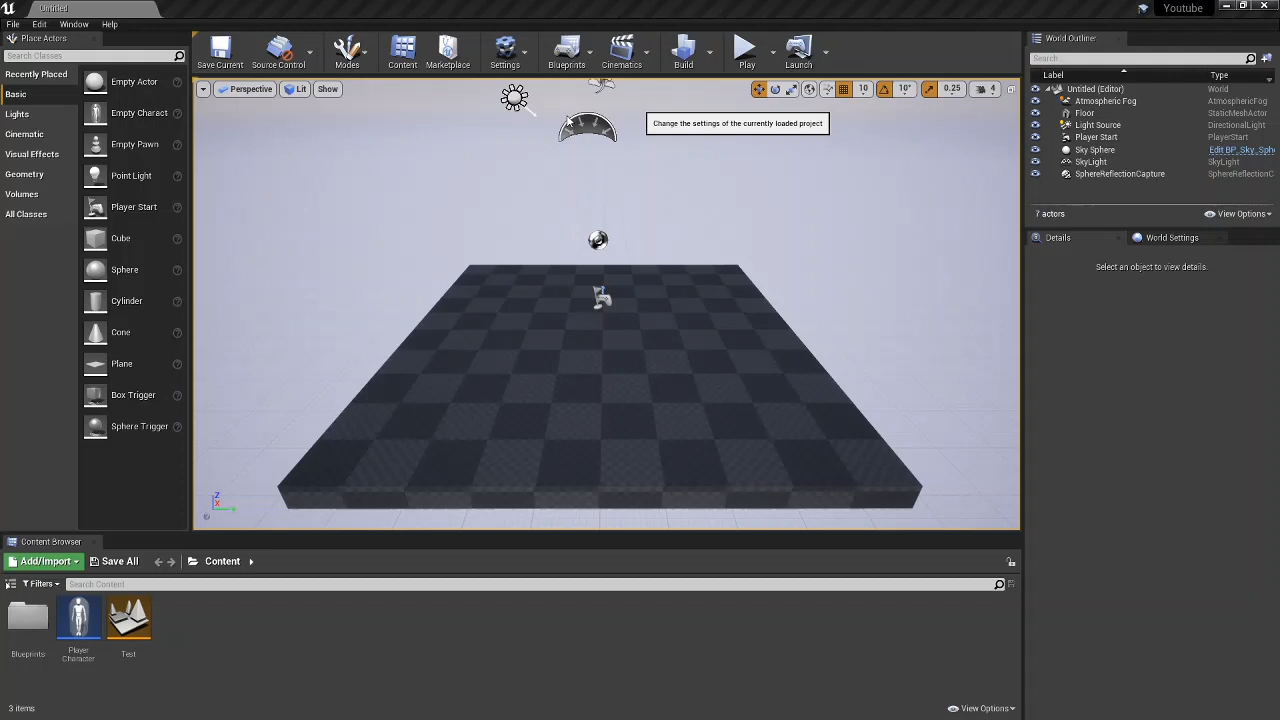 Untitled
Youtube
File Edit Window Help
Place Actors
Search Classes
Recently Placed
Basic
Lights
Cinematic
Visual Effects
Geometry
Volumes
All Classes
Empty Actor
Empty Charact
Empty Pawn
Point Light
Player Start
Cube
Sphere
Cylinder
Cone
Plane
Box Trigger
Sphere Trigger
Save Current Source Control Modes Content Marketplace Settings Blueprints Cinematics Build Play Launch
Perspective Lit Show 10 10° 0.25 4
Change the settings of the currently loaded project
Z
X
World Outliner
Search...
Label Type
Untitled (Editor) World
Atmospheric Fog AtmosphericFog
Floor StaticMeshActor
Light Source DirectionalLight
Player Start PlayerStart
Sky Sphere Edit BP_Sky_Sph
SkyLight SkyLight
SphereReflectionCapture SphereReflectionC
7 actors View Options
Details World Settings
Select an object to view details.
Content Browser
Add/Import Save All Content
Filters Search Content
Blueprints
Player
Character
Test
3 items View Options